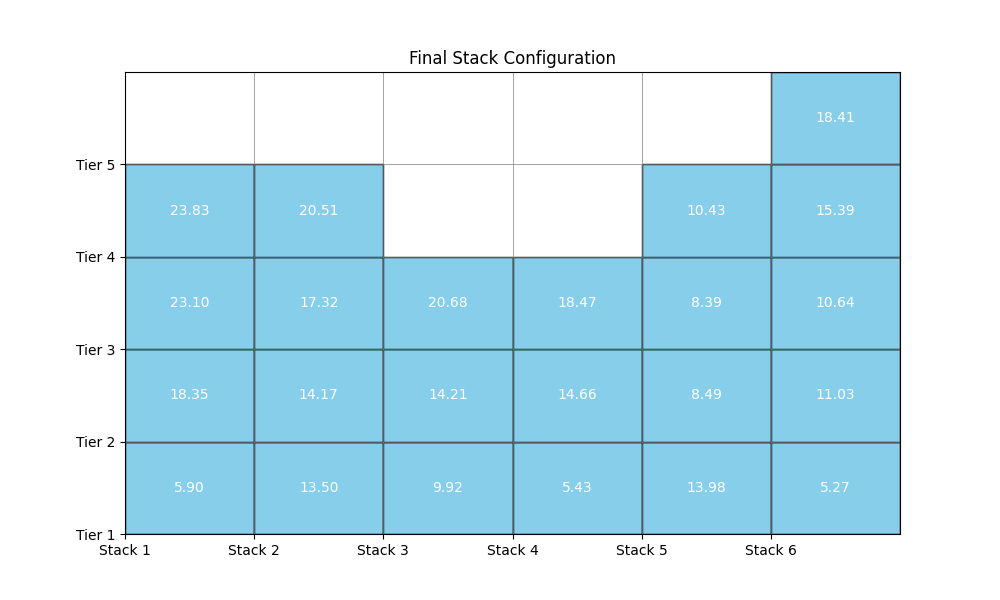 Final Stack Configuration
18.41
Tier 5
23.83 20.51 10.43 15.39
Tier 4
23.10 17.32 20.68 18.47 8.39 10.64
Tier 3
18.35 14.17 14.21 14.66 8.49 11.03
Tier 2
5.90 13.50 9.92 5.43 13.98 5.27
Tier 1
Stack 1 Stack 2 Stack 3 Stack 4 Stack 5 Stack 6